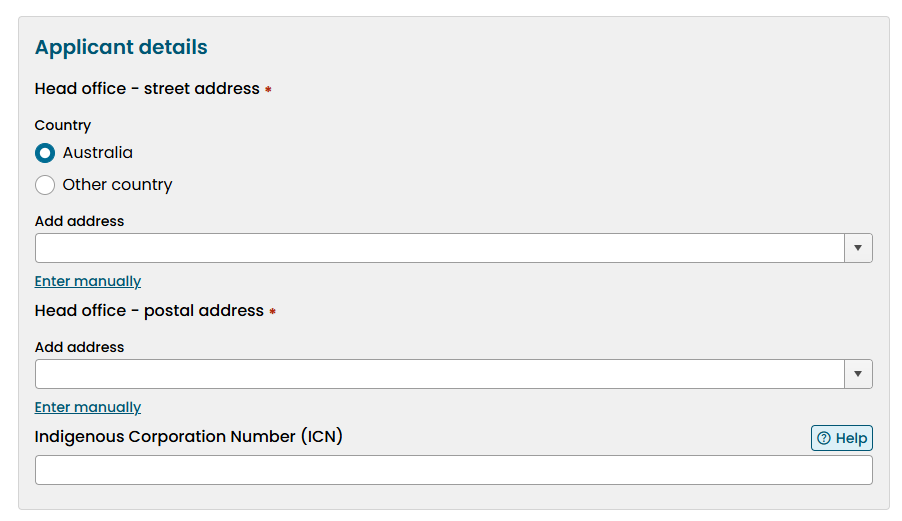 Applicant details
Head office - street address *
Country
Australia
Other country
Add address
Enter manually
Head office - postal address *
Add address
Enter manually
Indigenous Corporation Number (ICN)
Help